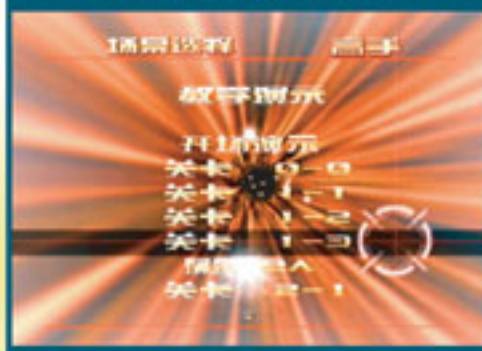 场景选择 高手
教学演示
开场演示
关卡 0-0
关卡 1-1
关卡 1-2
关卡 1-3
2A
关卡 2-1